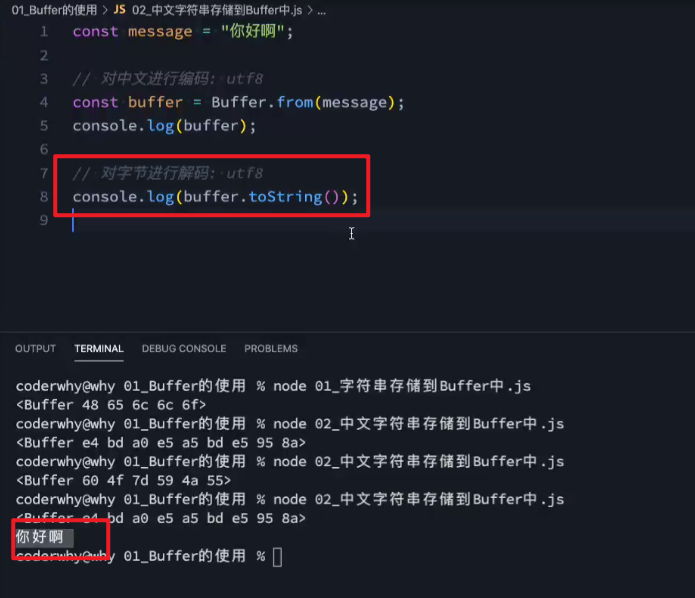 01_Buffer的使用 > JS 02_中文字符串存储到Buffer中.js > ...
1 const message = "你好啊";
2
3 // 对中文进行编码: utf8
4 const buffer = Buffer.from(message);
5 console.log(buffer);
6
7 // 对字节进行解码: utf8
8 console.log(buffer.toString());
9
OUTPUT TERMINAL DEBUG CONSOLE PROBLEMS
coderwhy@why 01_Buffer的使用 % node 01_字符串存储到Buffer中.js
<Buffer 48 65 6c 6c 6f>
coderwhy@why 01_Buffer的使用 % node 02_中文字符串存储到Buffer中.js
<Buffer e4 bd a0 e5 a5 bd e5 95 8a>
coderwhy@why 01_Buffer的使用 % node 02_中文字符串存储到Buffer中.js
<Buffer 60 4f 7d 59 4a 55>
coderwhy@why 01_Buffer的使用 % node 02_中文字符串存储到Buffer中.js
<Buffer e4 bd a0 e5 a5 bd e5 95 8a>
你好啊
coderwhy@why 01_Buffer的使用 %